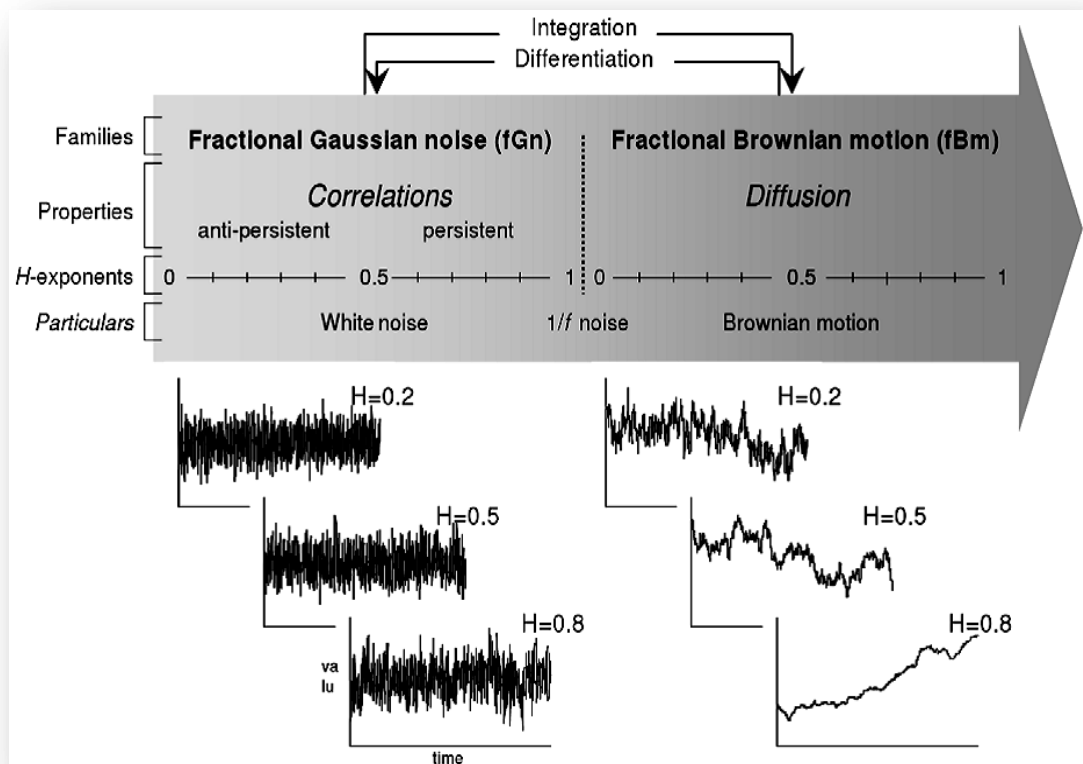 Integration
Differentiation
Families
Fractional Gaussian noise (fGn)
Fractional Brownian motion (fBm)
Properties
Correlations
Diffusion
anti-persistent
persistent
H-exponents
0
0.5
1
0
0.5
1
Particulars
White noise
1/f noise
Brownian motion
H=0.2
H=0.2
H=0.5
H=0.5
H=0.8
H=0.8
va
lu
time